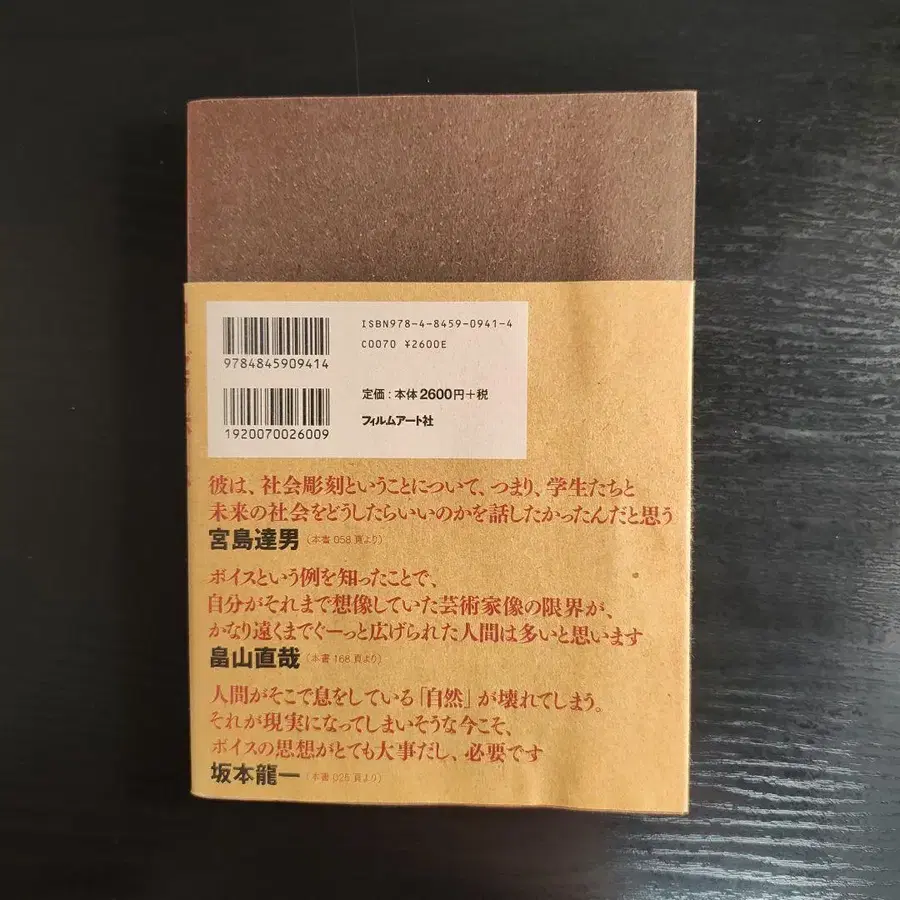 ISBN978-4-8459-0941-4
C0070 ¥2600E
9784845909414
定価：本体2600円＋税
1920070026009
フィルムアート社
彼は、社会彫刻ということについて、つまり、学生たちと
未来の社会をどうしたらいいのかを話したかったんだと思う
宮島達男（本書058頁より）
ボイスという例を知ったことで、
自分がそれまで想像していた芸術家像の限界が、
かなり遠くまでぐーっと広げられた人間は多いと思います
畠山直哉（本書168頁より）
人間がそこで息をしている「自然」が壊れてしまう。
それが現実になってしまいそうな今こそ、
ボイスの思想がとても大事だし、必要です
坂本龍一（本書025頁より）